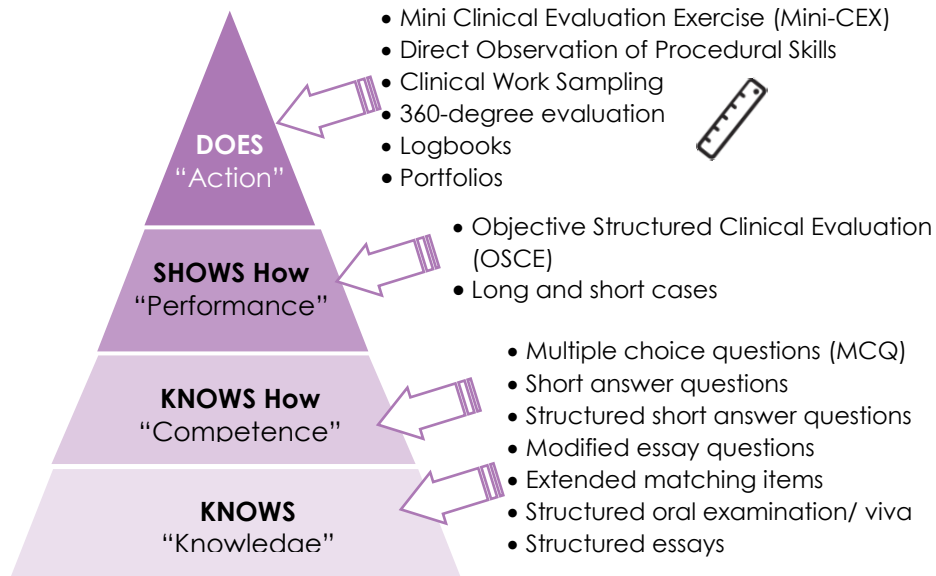 • Mini Clinical Evaluation Exercise (Mini-CEX)
• Direct Observation of Procedural Skills
• Clinical Work Sampling
• 360-degree evaluation
• Logbooks
• Portfolios
DOES
“Action”
• Objective Structured Clinical Evaluation
(OSCE)
• Long and short cases
SHOWS How
“Performance”
• Multiple choice questions (MCQ)
• Short answer questions
• Structured short answer questions
• Modified essay questions
• Extended matching items
• Structured oral examination/ viva
• Structured essays
KNOWS How
“Competence”
KNOWS
“Knowledge”